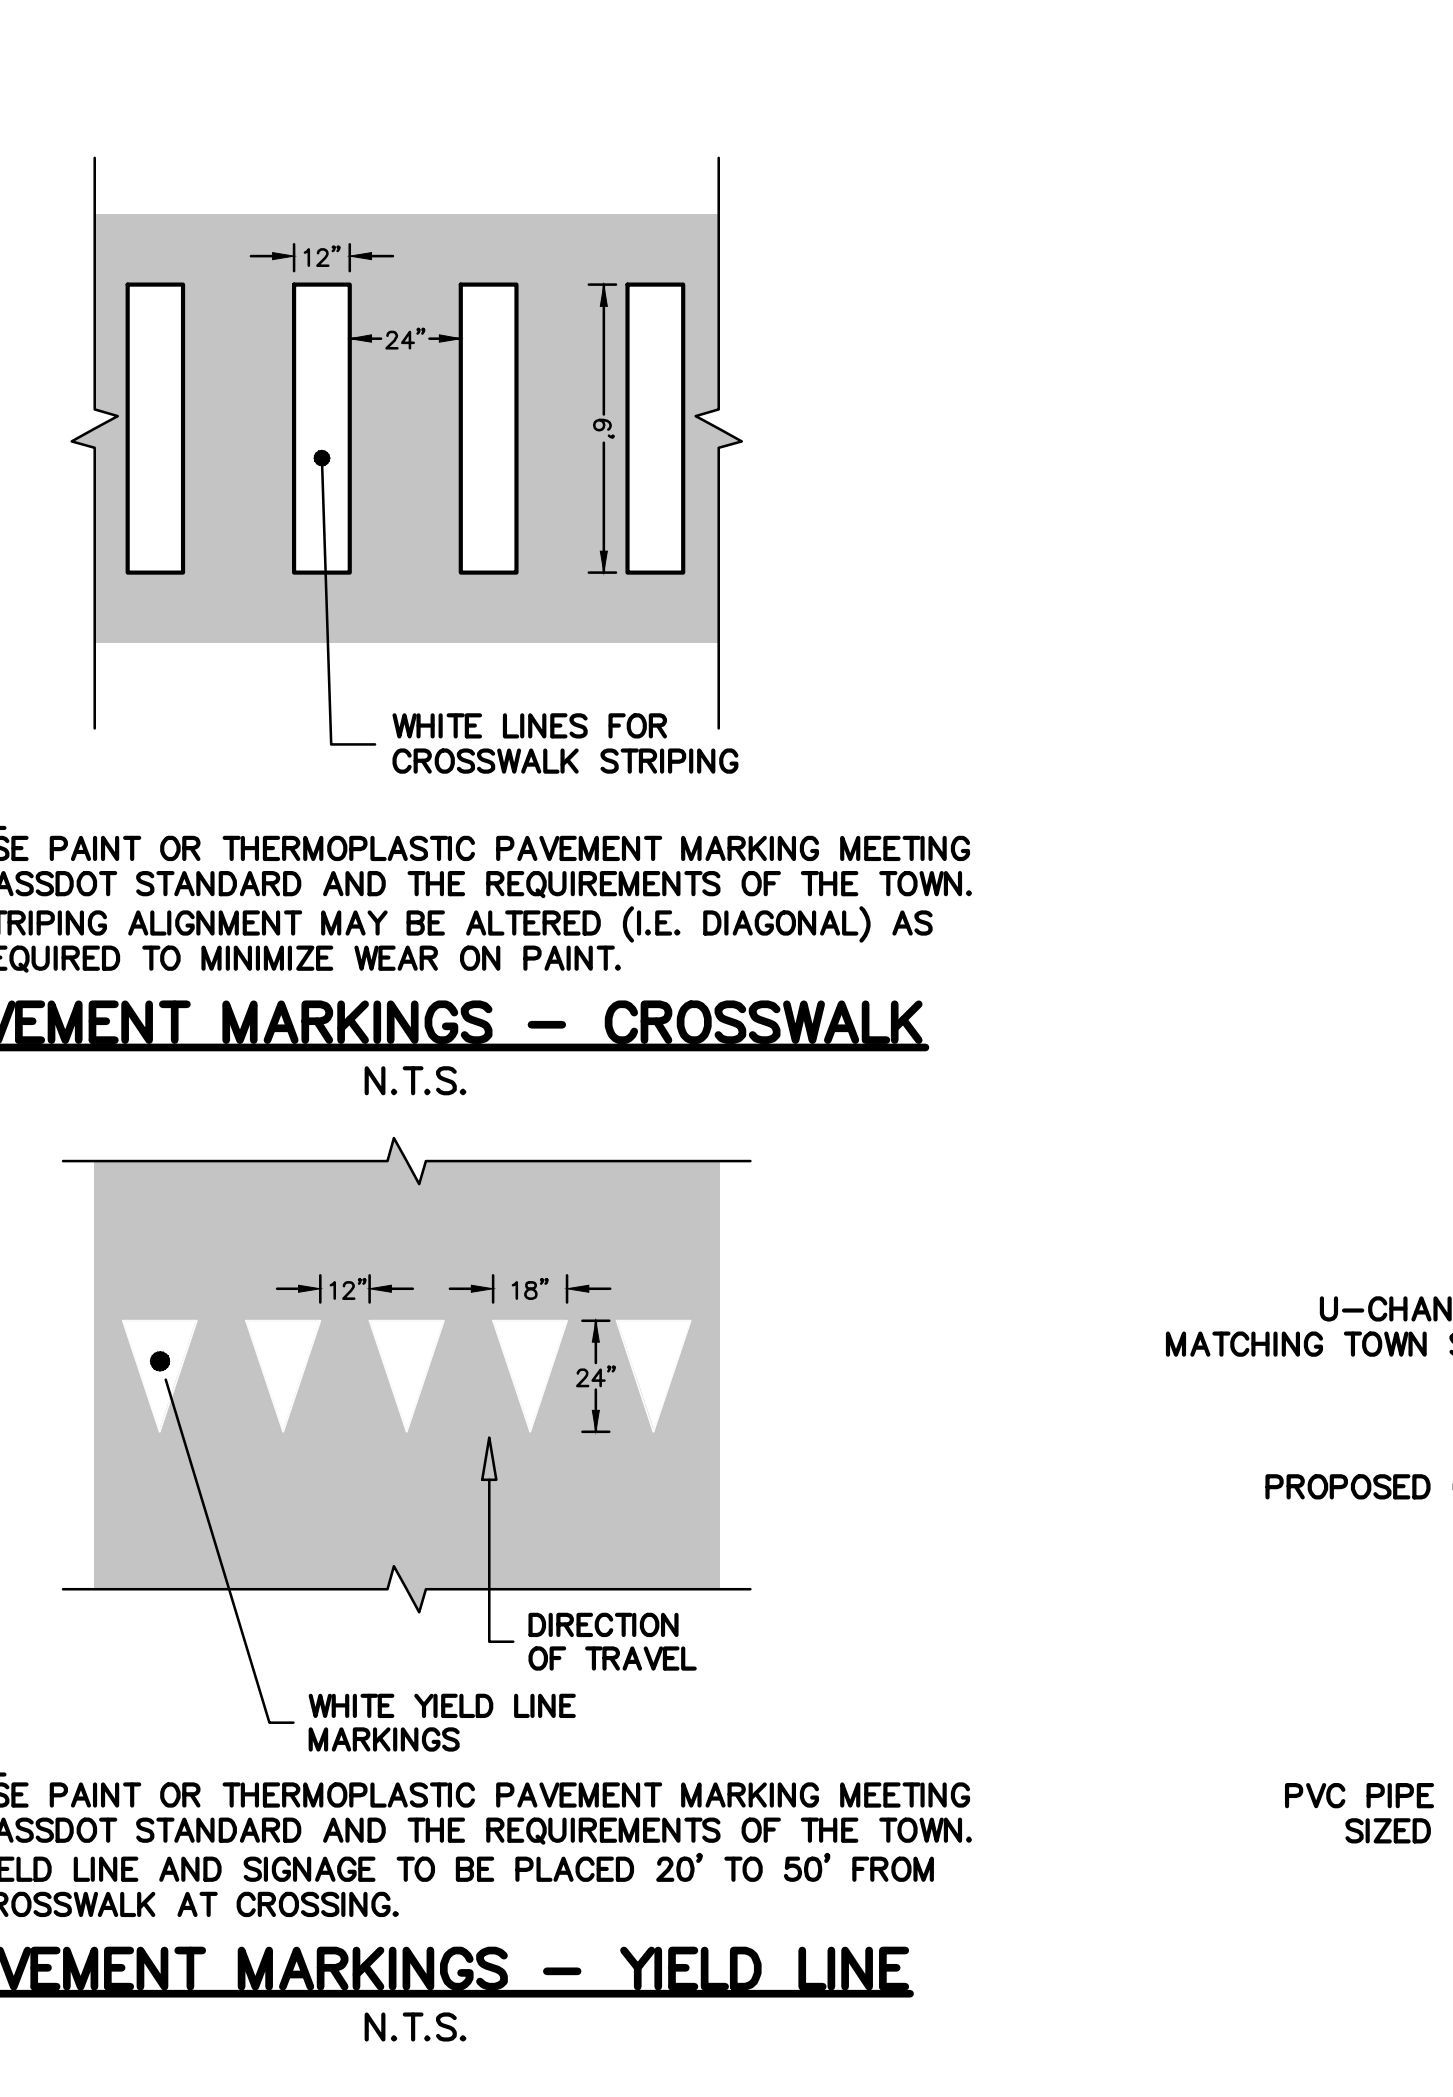 12"
24"
6'
WHITE LINES FOR
CROSSWALK STRIPING
SE PAINT OR THERMOPLASTIC PAVEMENT MARKING MEETING
ASSDOT STANDARD AND THE REQUIREMENTS OF THE TOWN.
TRIPING ALIGNMENT MAY BE ALTERED (I.E. DIAGONAL) AS
EQUIRED TO MINIMIZE WEAR ON PAINT.
VEMENT MARKINGS – CROSSWALK
N.T.S.
12"
18"
24"
DIRECTION
OF TRAVEL
WHITE YIELD LINE
MARKINGS
SE PAINT OR THERMOPLASTIC PAVEMENT MARKING MEETING
ASSDOT STANDARD AND THE REQUIREMENTS OF THE TOWN.
ELD LINE AND SIGNAGE TO BE PLACED 20' TO 50' FROM
ROSSWALK AT CROSSING.
VEMENT MARKINGS – YIELD LINE
N.T.S.
U-CHAN
MATCHING TOWN
PROPOSED
PVC PIPE
SIZED